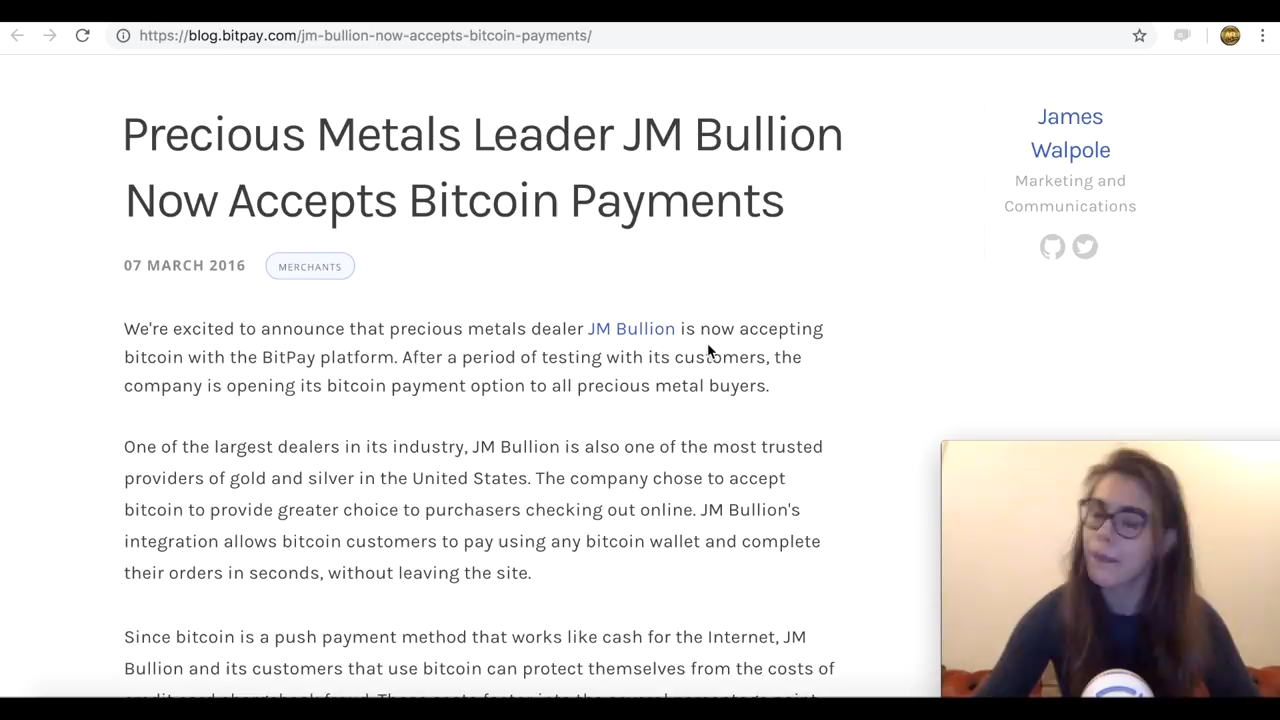 https://blog.bitpay.com/jm-bullion-now-accepts-bitcoin-payments/
Precious Metals Leader JM Bullion
Now Accepts Bitcoin Payments
07 MARCH 2016 MERCHANTS
We're excited to announce that precious metals dealer JM Bullion is now accepting
bitcoin with the BitPay platform. After a period of testing with its customers, the
company is opening its bitcoin payment option to all precious metal buyers.
One of the largest dealers in its industry, JM Bullion is also one of the most trusted
providers of gold and silver in the United States. The company chose to accept
bitcoin to provide greater choice to purchasers checking out online. JM Bullion's
integration allows bitcoin customers to pay using any bitcoin wallet and complete
their orders in seconds, without leaving the site.
Since bitcoin is a push payment method that works like cash for the Internet, JM
Bullion and its customers that use bitcoin can protect themselves from the costs of
James
Walpole
Marketing and
Communications